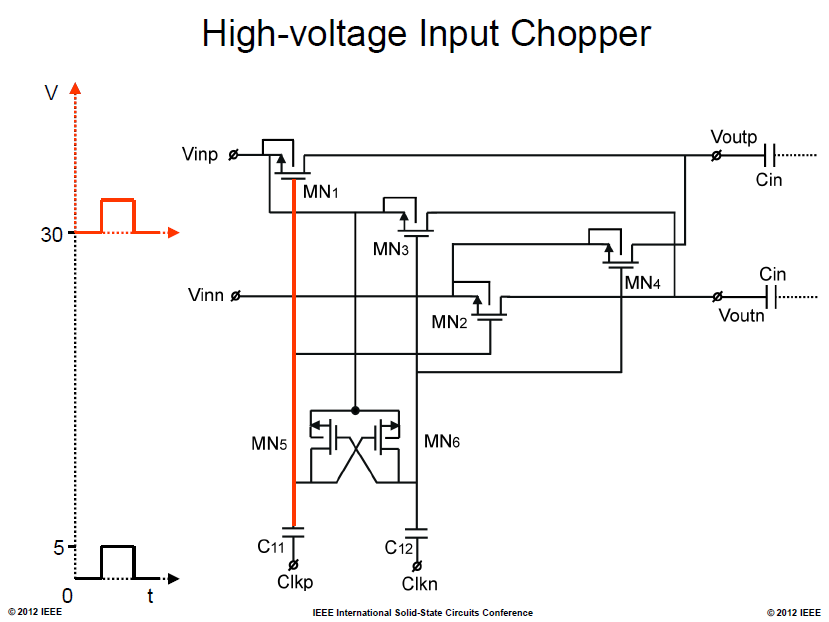 High-voltage Input Chopper
V
30
5
0
t
Vinp
MN1
MN3
Voutp
Cin
MN4
Vinn
MN2
Cin
Voutn
MN5
MN6
C11
C12
Clkp
Clkn
© 2012 IEEE
IEEE International Solid-State Circuits Conference
© 2012 IEEE